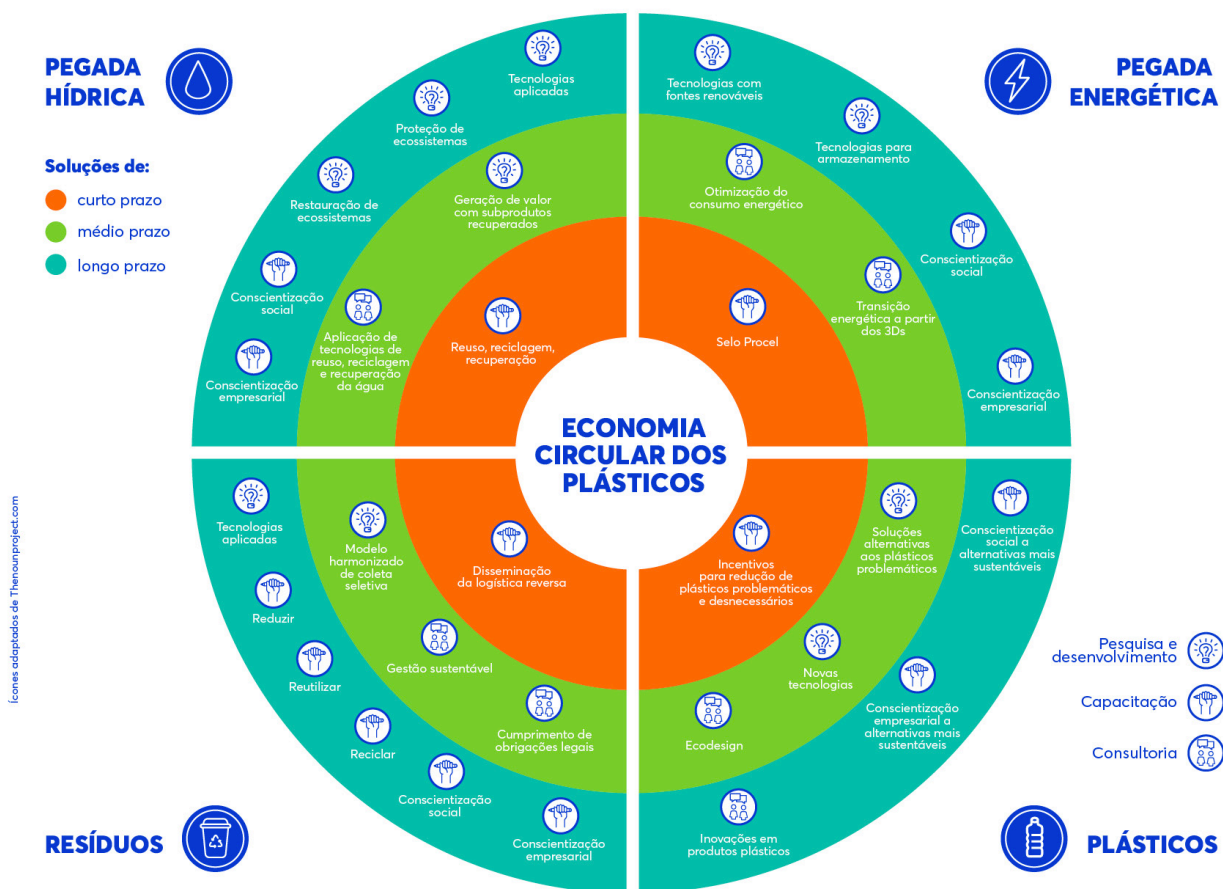 PEGADA
HÍDRICA
Soluções de:
curto prazo
médio prazo
longo prazo
Tecnologias
aplicadas
Proteção de
ecossistemas
Restauração de
ecossistemas
Conscientização
social
Conscientização
empresarial
Geração de valor
com subprodutos
recuperados
Aplicação de
tecnologias de
reuso, reciclagem
e recuperação
da água
Reuso, reciclagem,
recuperação
PEGADA
ENERGÉTICA
Tecnologias com
fontes renováveis
Tecnologias para
armazenamento
Conscientização
social
Conscientização
empresarial
Otimização do
consumo energético
Transição
energética a partir
dos 3Ds
Selo Procel
ECONOMIA
CIRCULAR DOS
PLÁSTICOS
Tecnologias
aplicadas
Reduzir
Reutilizar
Reciclar
Conscientização
social
Conscientização
empresarial
Modelo
harmonizado
de coleta
seletiva
Gestão sustentável
Cumprimento de
obrigações legais
Disseminação
da logística reversa
RESÍDUOS
Incentivos
para redução de
plásticos problemáticos
e desnecessários
Soluções
alternativas
aos plásticos
problemáticos
Novas
tecnologias
Ecodesign
Conscientização
social a
alternativas mais
sustentáveis
Conscientização
empresarial a
alternativas mais
sustentáveis
Inovações em
produtos plásticos
PLÁSTICOS
Pesquisa e
desenvolvimento
Capacitação
Consultoria
Ícones adaptados de Thenounproject.com